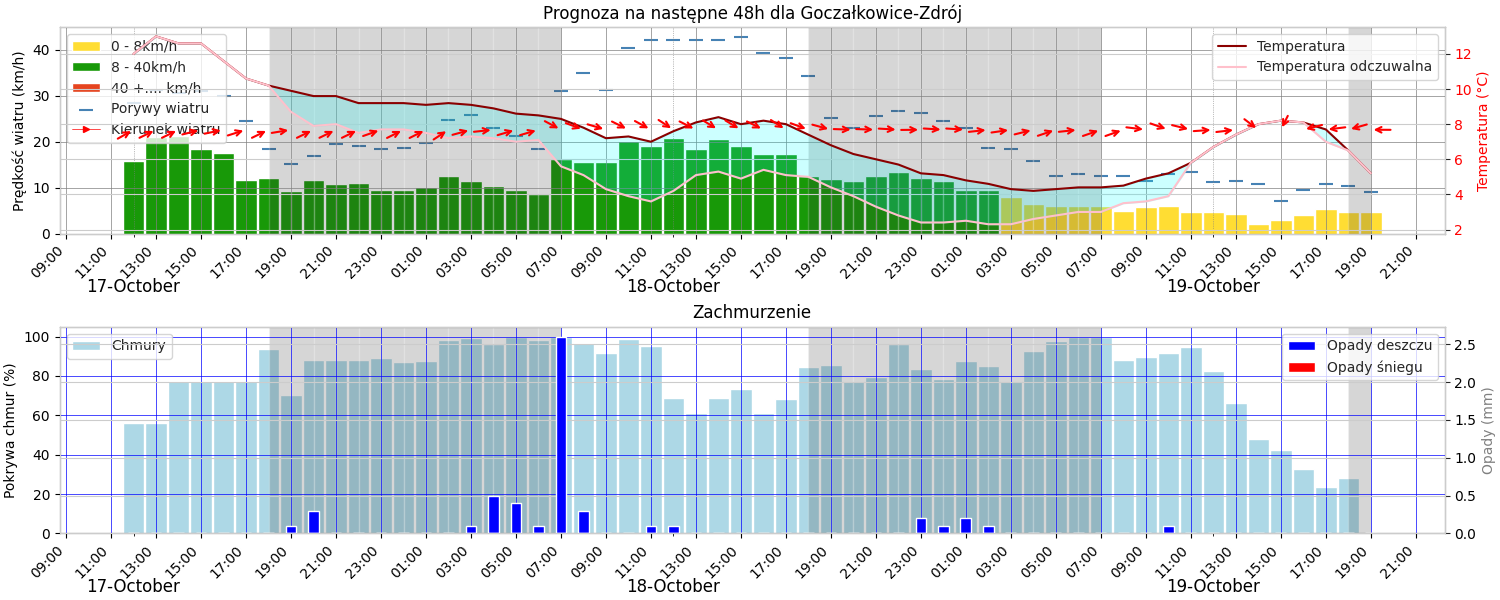 Prognoza na następne 48h dla Goczałkowice-Zdrój
Prędkość wiatru (km/h)
40
30
20
10
0
0 - 8km/h
8 - 40km/h
40 +.... km/h
Porywy wiatru
Kierunek wiatru
Temperatura
Temperatura odczuwalna
12
10
8
6
4
2
Temperatura (°C)
09:00 11:00 13:00 15:00 17:00 19:00 21:00 23:00 01:00 03:00 05:00 07:00 09:00 11:00 13:00 15:00 17:00 19:00 21:00 23:00 01:00 03:00 05:00 07:00 09:00 11:00 13:00 15:00 17:00 19:00 21:00
17-October 18-October 19-October
Zachmurzenie
Pokrywa chmur (%)
100
80
60
40
20
0
Chmury
Opady deszczu
Opady śniegu
2.5
2.0
1.5
1.0
0.5
0.0
Opady (mm)
09:00 11:00 13:00 15:00 17:00 19:00 21:00 23:00 01:00 03:00 05:00 07:00 09:00 11:00 13:00 15:00 17:00 19:00 21:00 23:00 01:00 03:00 05:00 07:00 09:00 11:00 13:00 15:00 17:00 19:00 21:00
17-October 18-October 19-October